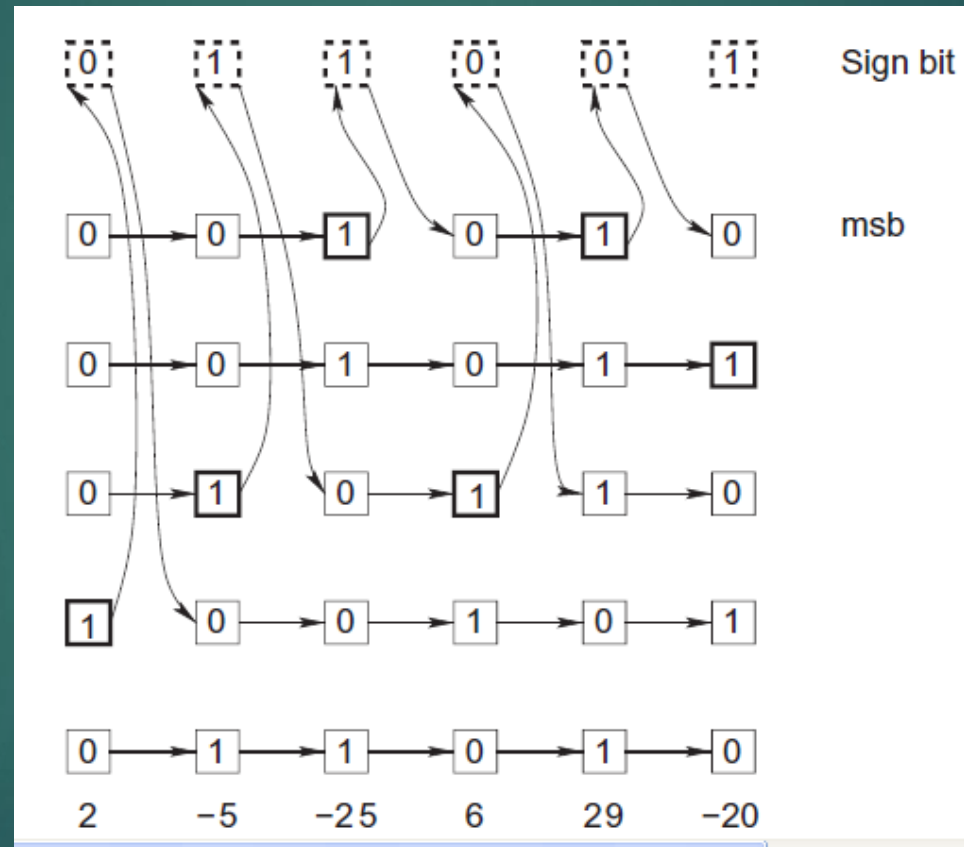 0 1 1 0 0 1 Sign bit
0 0 1 0 1 0 msb
0 0 1 0 1 1
0 1 0 1 1 0
1 0 0 1 0 1
0 1 1 0 1 0
2 −5 −25 6 29 −20